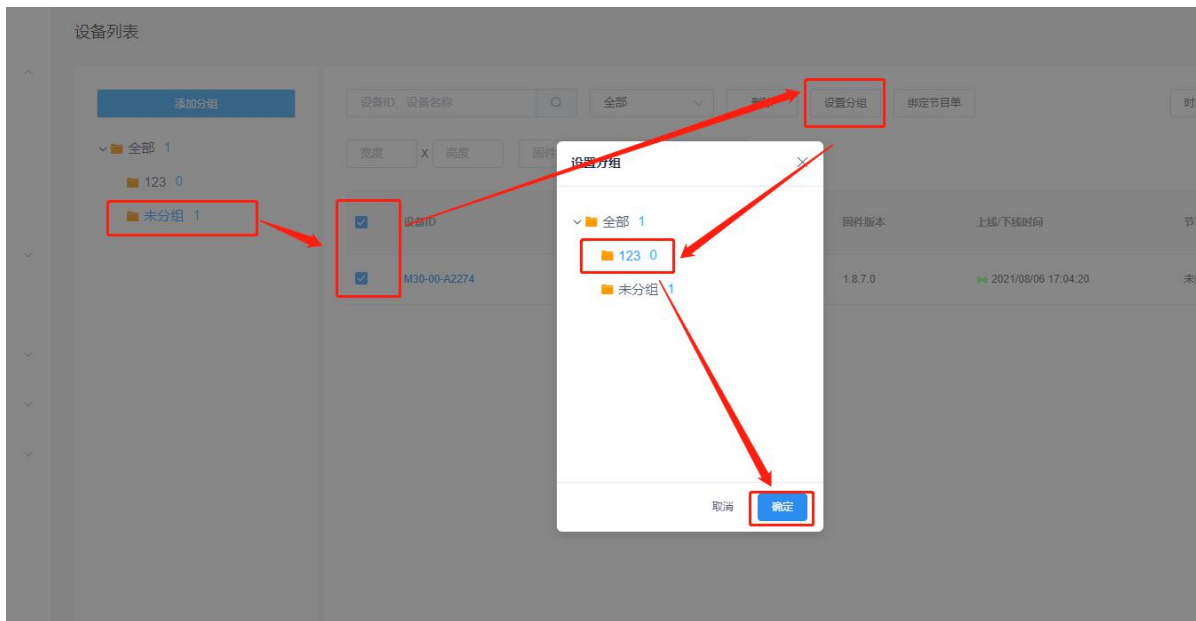 设备列表
添加分组
全部 1
123 0
未分组 1
设备ID, 设备名称
全部
设置分组
绑定节目单
宽度
X
高度
固件
设备ID
固件版本
上线/下线时间
M30-00-A2274
1.8.7.0
2021/08/06 17:04:20
设置分组
全部 1
123 0
未分组 1
取消
确定